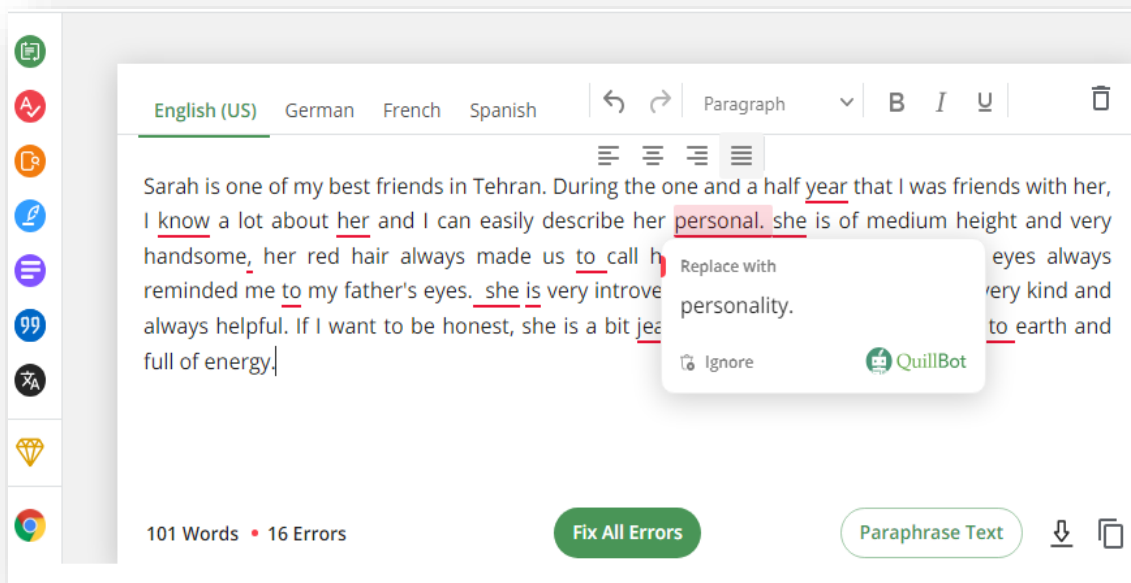 English (US) German French Spanish Paragraph B I U
Sarah is one of my best friends in Tehran. During the one and a half year that I was friends with her,
I know a lot about her and I can easily describe her personal. she is of medium height and very
handsome, her red hair always made us to call h eyes always
reminded me to my father's eyes. she is very introve very kind and
always helpful. If I want to be honest, she is a bit jea to earth and
full of energy.
Replace with
personality.
Ignore QuillBot
101 Words • 16 Errors Fix All Errors Paraphrase Text